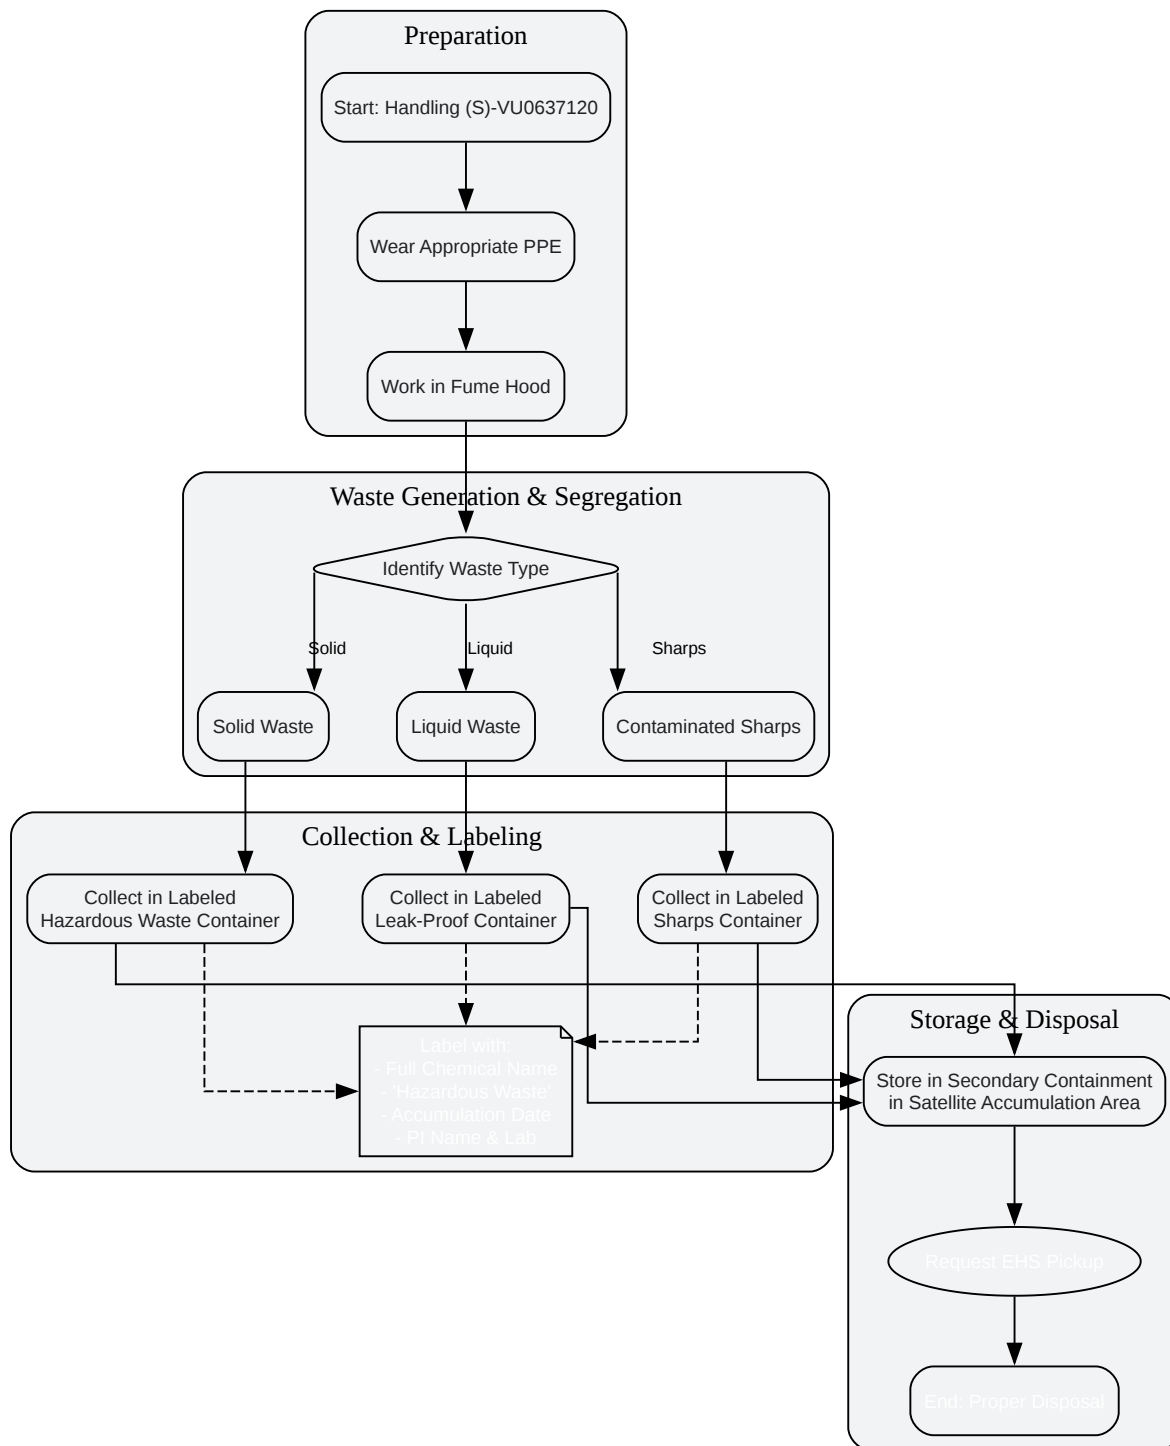 Preparation
Start: Handling (S)-VU0637120
Wear Appropriate PPE
Work in Fume Hood
Waste Generation & Segregation
Identify Waste Type
Solid
Liquid
Sharps
Solid Waste
Liquid Waste
Contaminated Sharps
Collection & Labeling
Collect in Labeled
Hazardous Waste Container
Collect in Labeled
Leak-Proof Container
Collect in Labeled
Sharps Container
Label with:
- Full Chemical Name
- 'Hazardous Waste'
- Accumulation Date
- PI Name & Lab
Storage & Disposal
Store in Secondary Containment
in Satellite Accumulation Area
Request EHS Pickup
End: Proper Disposal